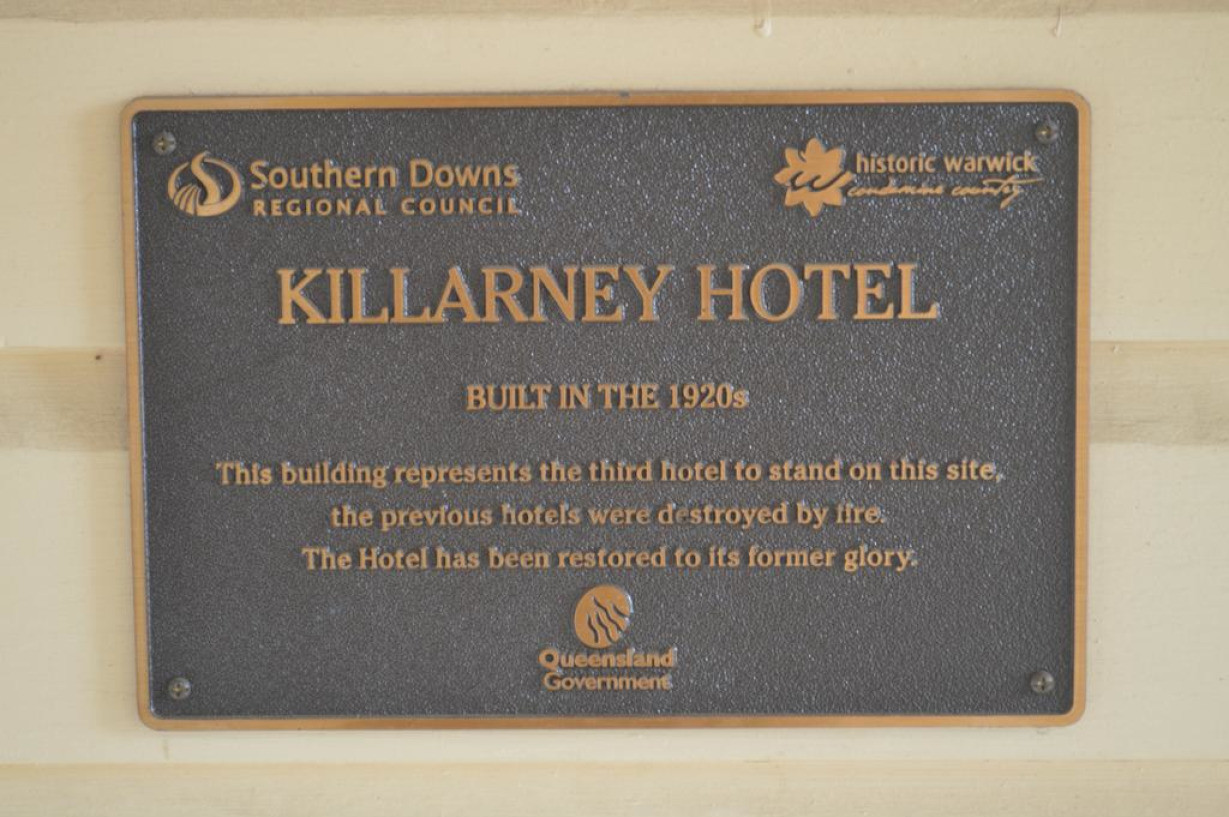 Southern Downs
REGIONAL COUNCIL
historic warwick
condamine country
KILLARNEY HOTEL
BUILT IN THE 1920s
This building represents the third hotel to stand on this site,
the previous hotels were destroyed by fire.
The Hotel has been restored to its former glory.
Queensland
Government